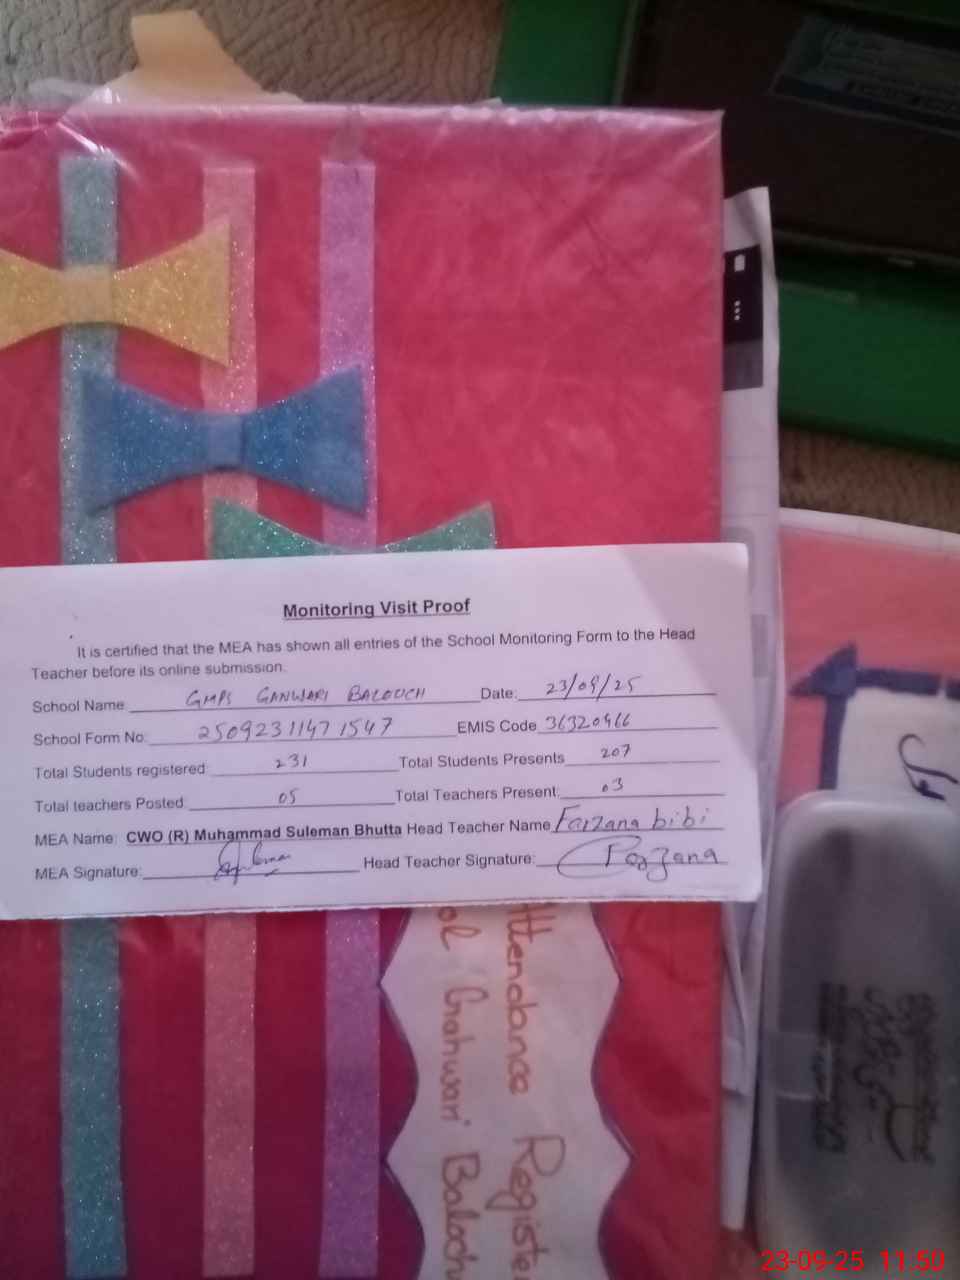 Monitoring Visit Proof
It is certified that the MEA has shown all entries of the School Monitoring Form to the Head
Teacher before its online submission.
School Name: GMPS GANWARI BALOUCH Date: 23/09/25
School Form No: 2509231147 1547 EMIS Code 36320466
Total Students registered: 231 Total Students Presents 207
Total teachers Posted: 05 Total Teachers Present: 03
MEA Name: CWO (R) Muhammad Suleman Bhutta Head Teacher Name Farzana bibi
MEA Signature: Head Teacher Signature: Farzana
Attendance Registe
ol Gahwari Baloch
23-09-25 11:50